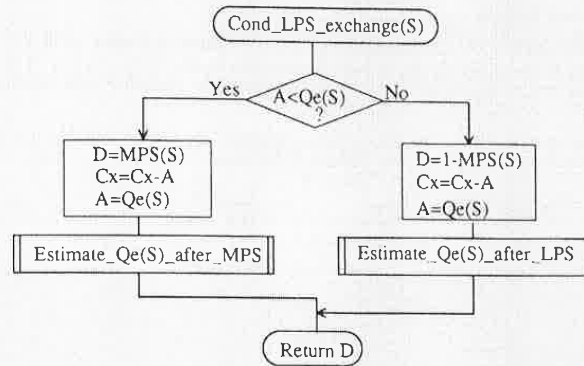 Cond_LPS_exchange(S)
Yes
A<Qe(S)
?
No
D=MPS(S)
Cx=Cx-A
A=Qe(S)
D=1-MPS(S)
Cx=Cx-A
A=Qe(S)
Estimate_Qe(S)_after_MPS
Estimate_Qe(S)_after_LPS
Return D